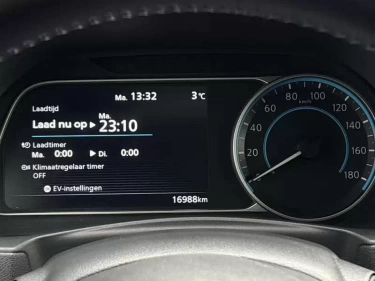 Ma. 13:32 3°C
Laadtijd
Ma.
Laad nu op ▶ 23:10
Laadtimer
Ma. 0:00 ▶ Di. 0:00
Klimaatregelaar timer
OFF
EV-instellingen
16988km
20
40
60
80
100
120
140
160
180
km/h